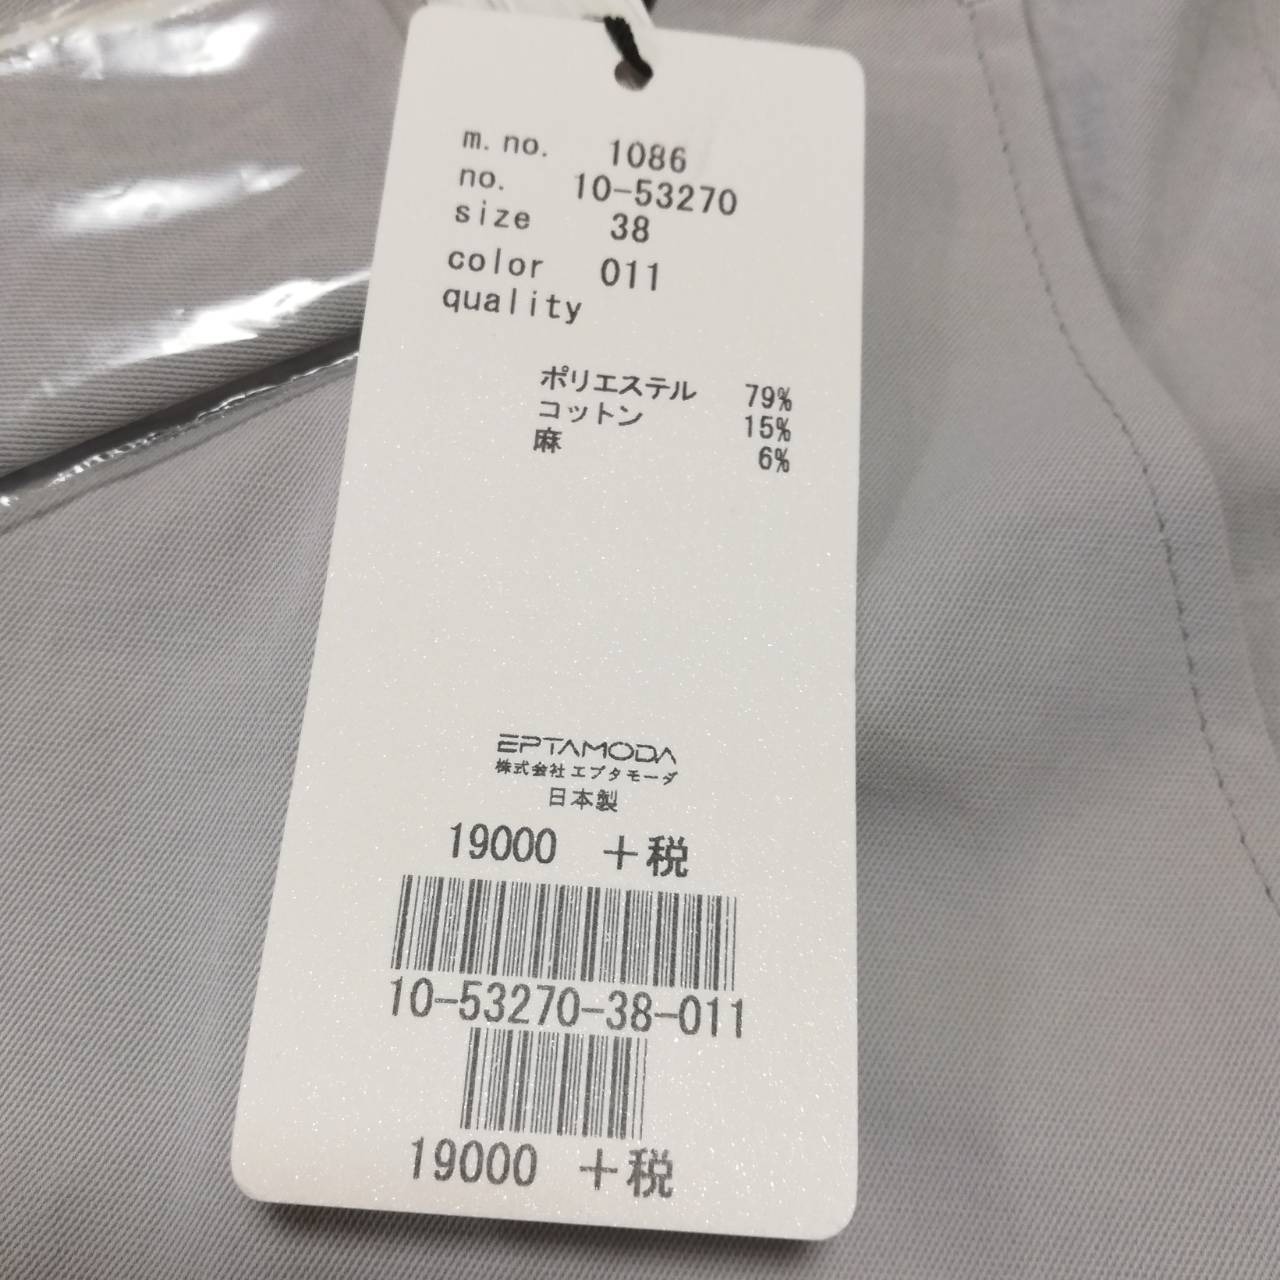 m.no. 1086
no. 10-53270
size 38
color 011
quality
ポリエステル 79%
コットン 15%
麻 6%
EPTAMODA
株式会社 エプタモーダ
日本製
19000 +税
10-53270-38-011
19000 +税